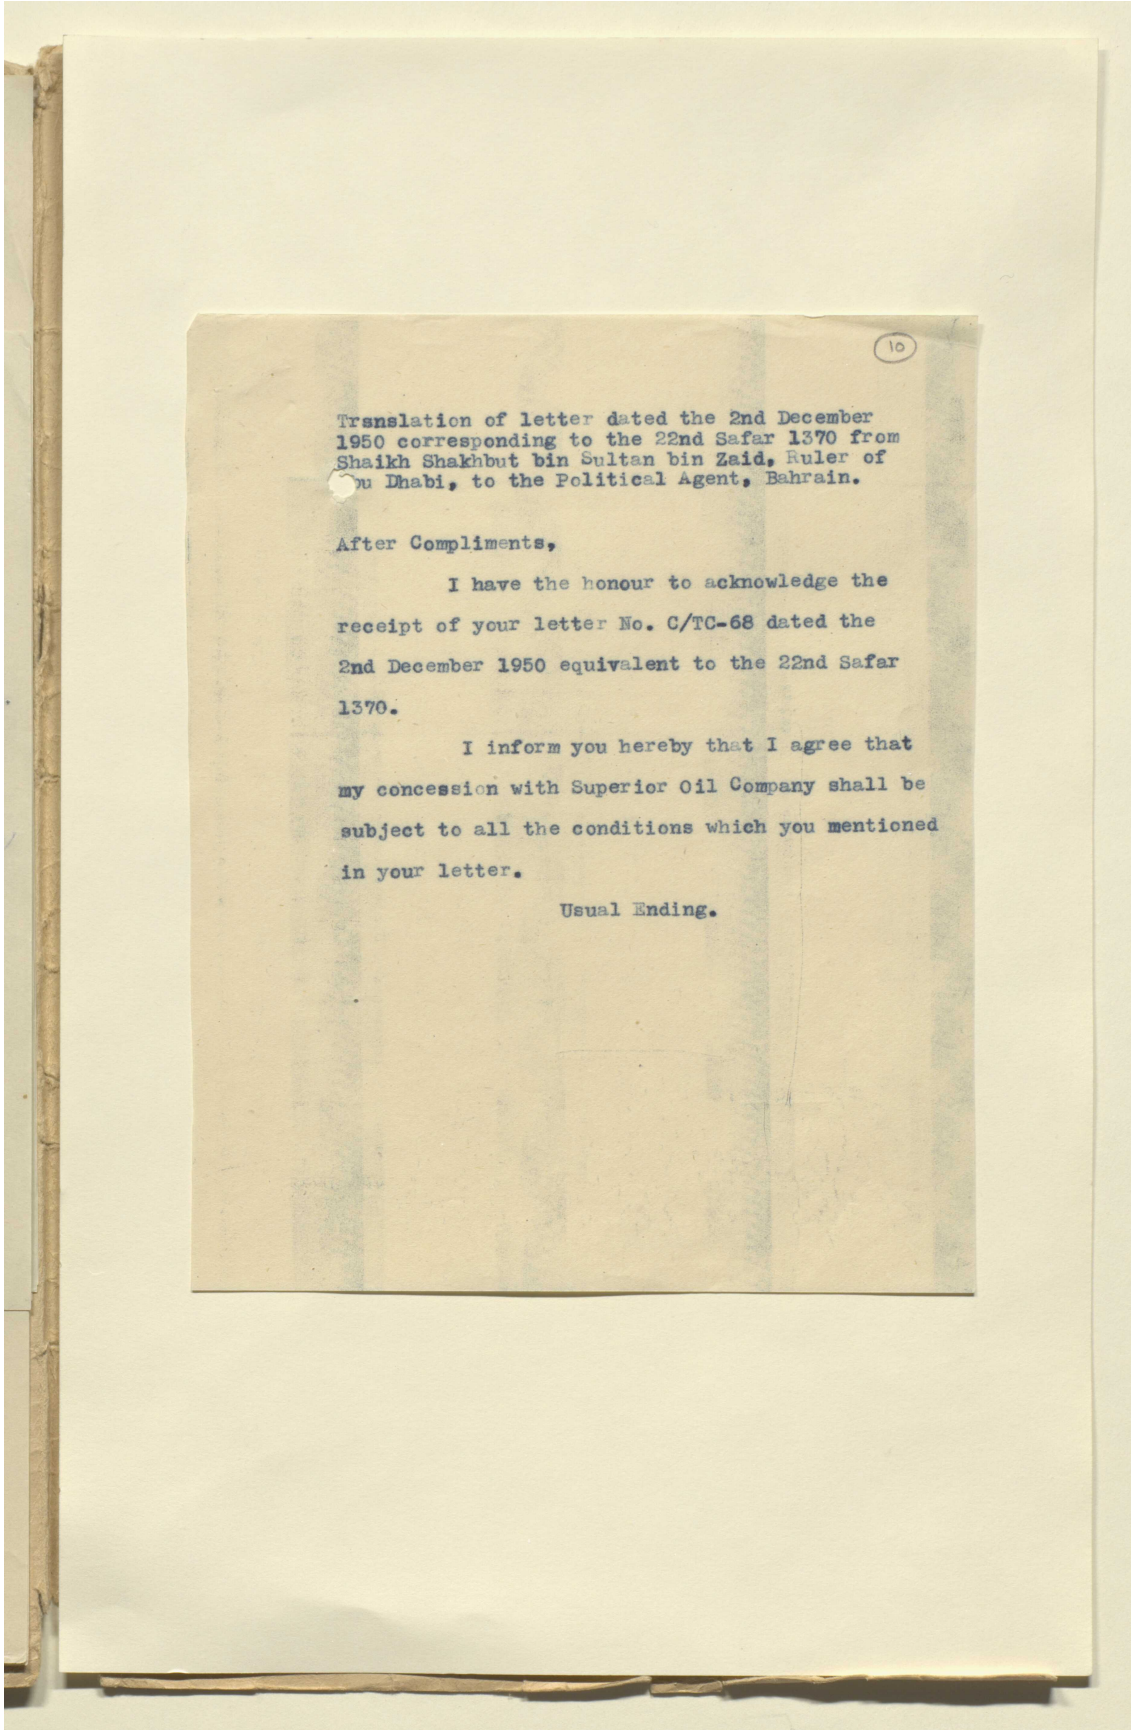 10
Trsnslation of letter dated the 2nd December
1950 corresponding to the 22nd Safar 1370 from
Shaikh Shakhbut bin Sultan bin Zaid, Ruler of
bu Dhabi, to the Political Agent, Bahrain.
After Compliments,
I have the honour to acknowledge the
receipt of your letter No. C/TC-68 dated the
2nd December 1950 equivalent to the 22nd Safar
1370.
I inform you hereby that I agree that
my concession with Superior Oil Company shall be
subject to all the conditions which you mentioned
in your letter.
Usual Ending.